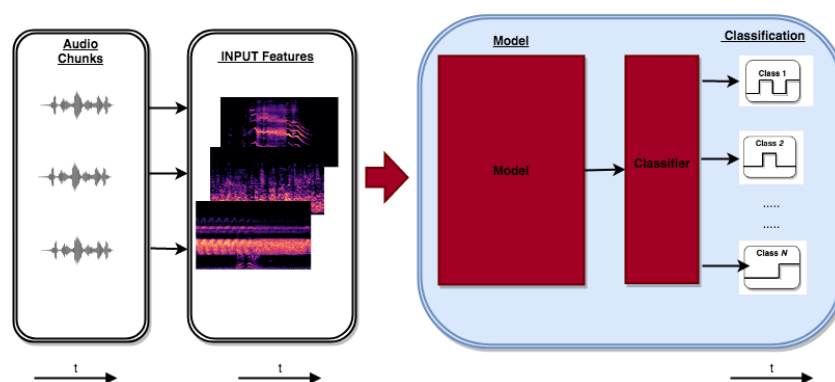 Audio
Chunks
INPUT Features
Model
Classification
Model
Classifier
Class 1
Class 2
.....
.....
Class N
t
t
t